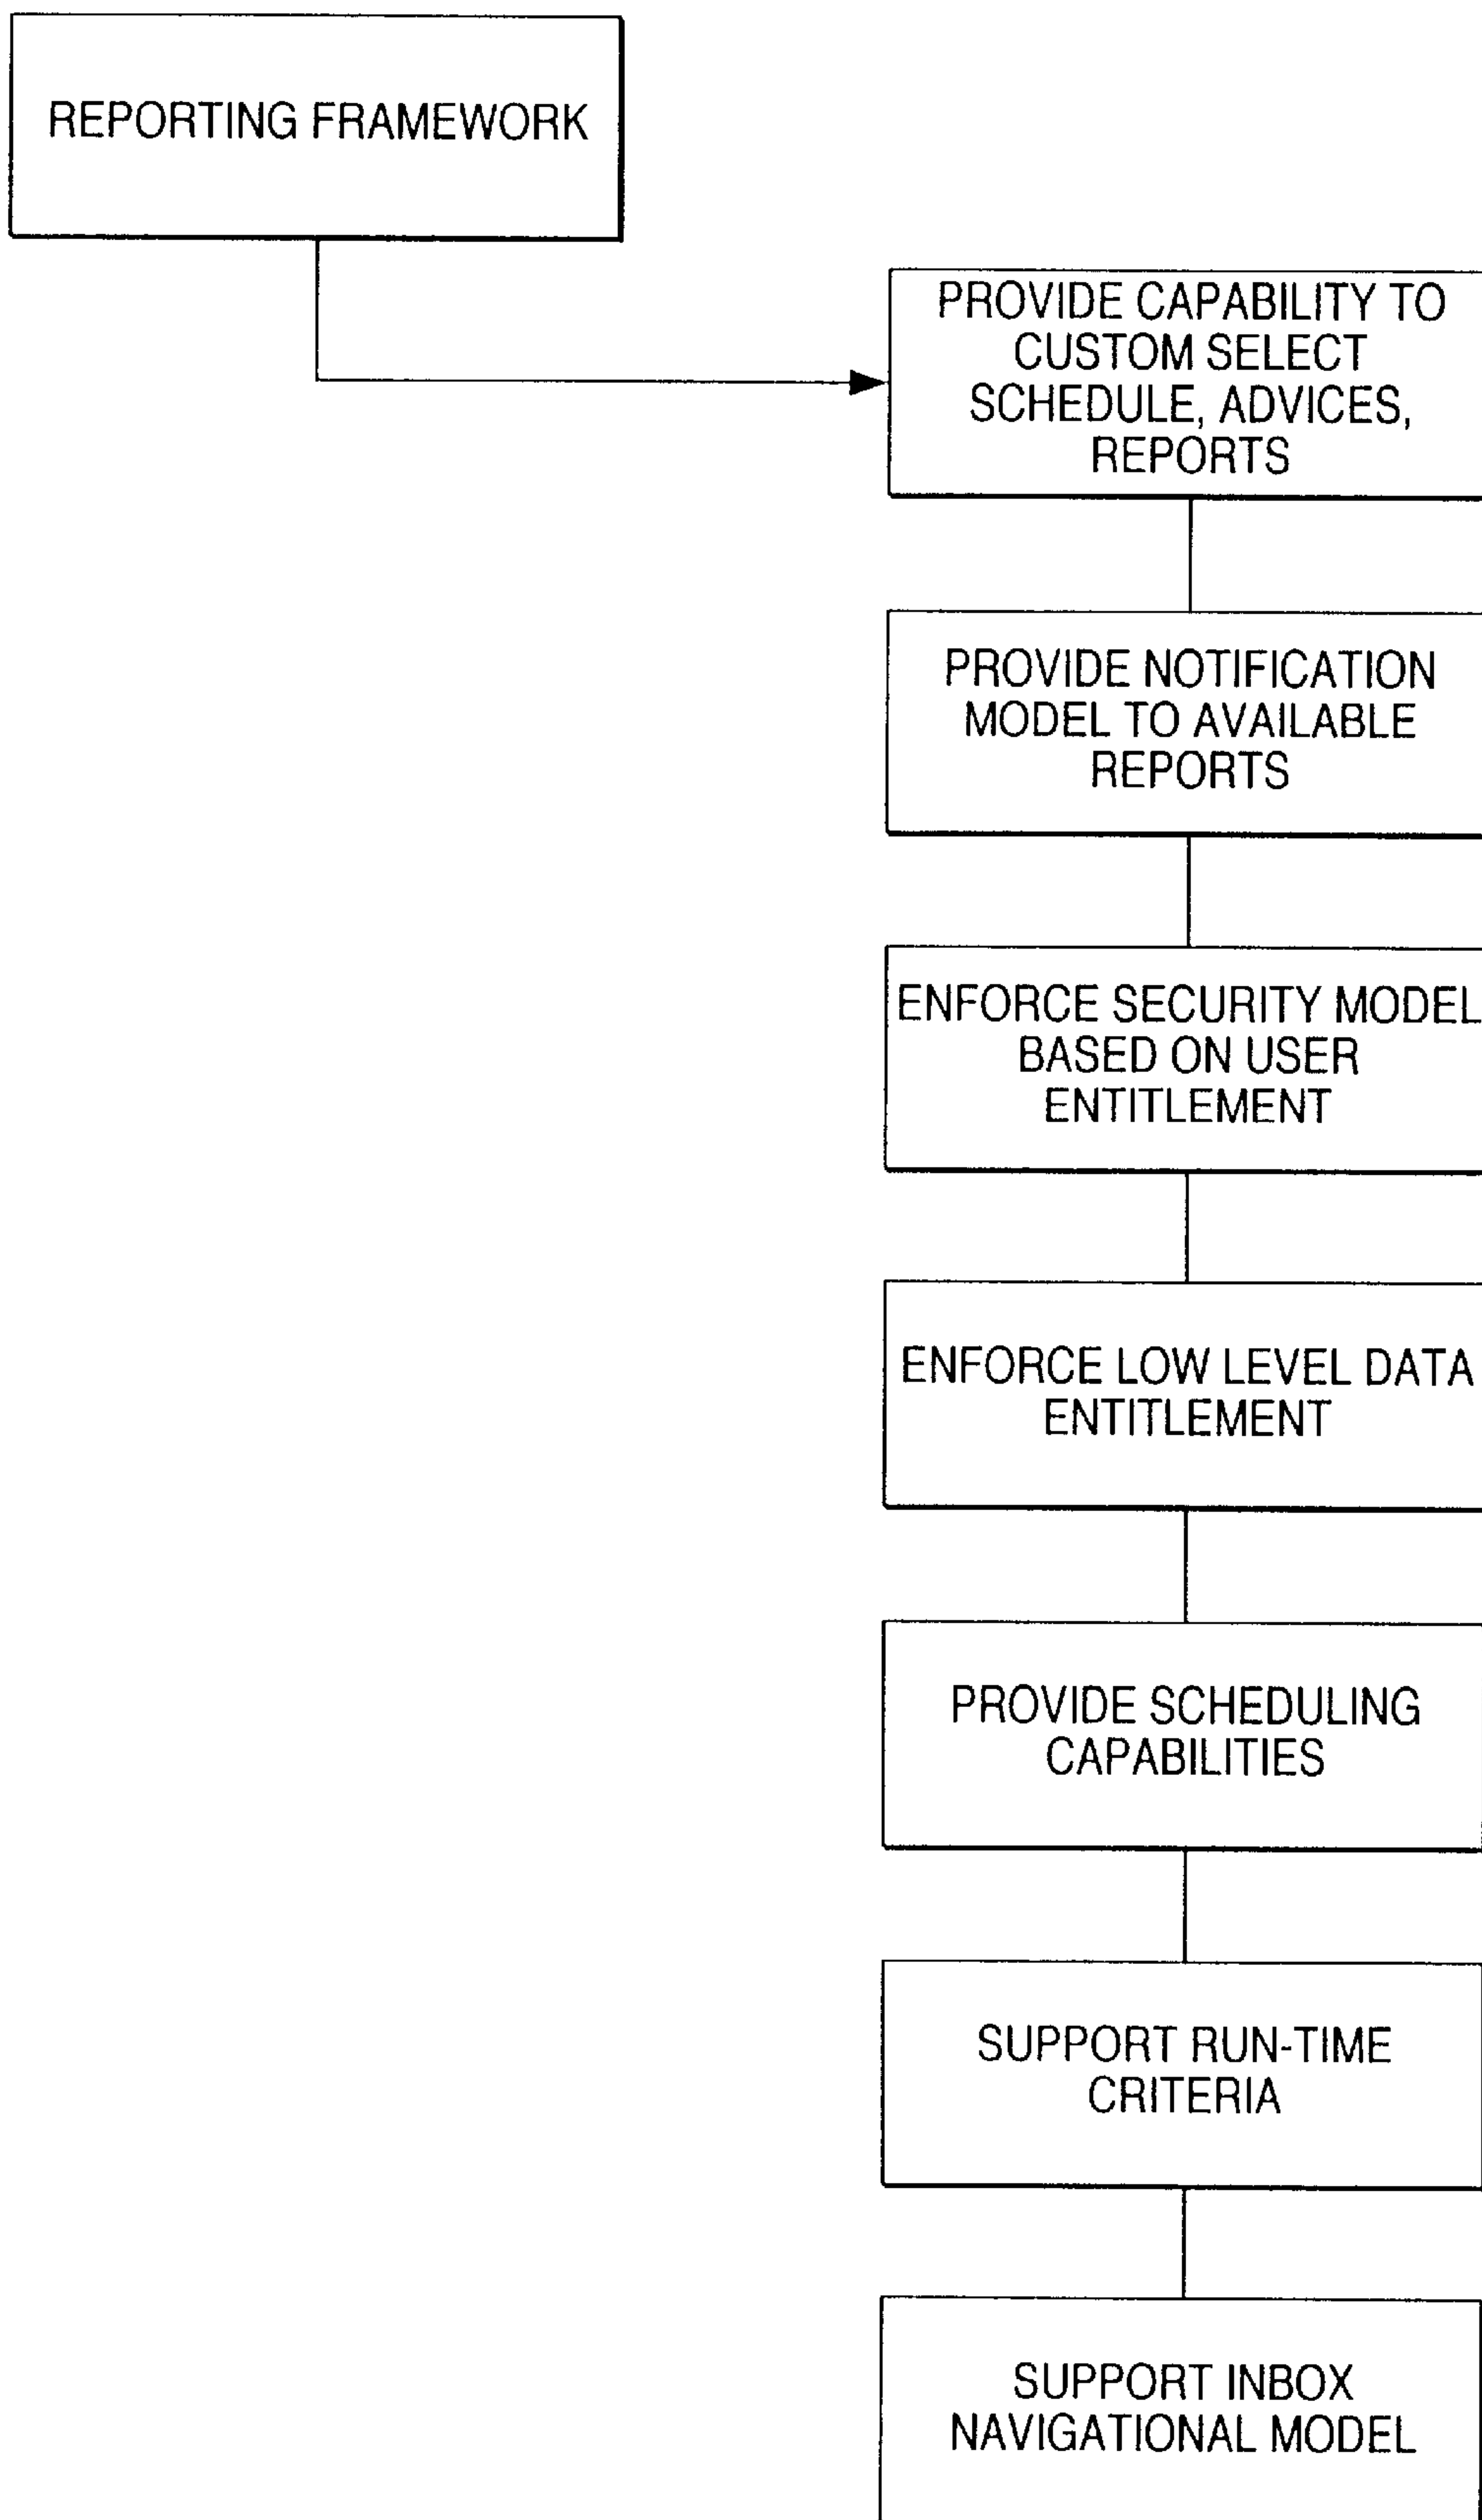 REPORTING FRAMEWORK
PROVIDE CAPABILITY TO
CUSTOM SELECT
SCHEDULE, ADVICES,
REPORTS
PROVIDE NOTIFICATION
MODEL TO AVAILABLE
REPORTS
ENFORCE SECURITY MODEL
BASED ON USER
ENTITLEMENT
ENFORCE LOW LEVEL DATA
ENTITLEMENT
PROVIDE SCHEDULING
CAPABILITIES
SUPPORT RUN-TIME
CRITERIA
SUPPORT INBOX
NAVIGATIONAL MODEL